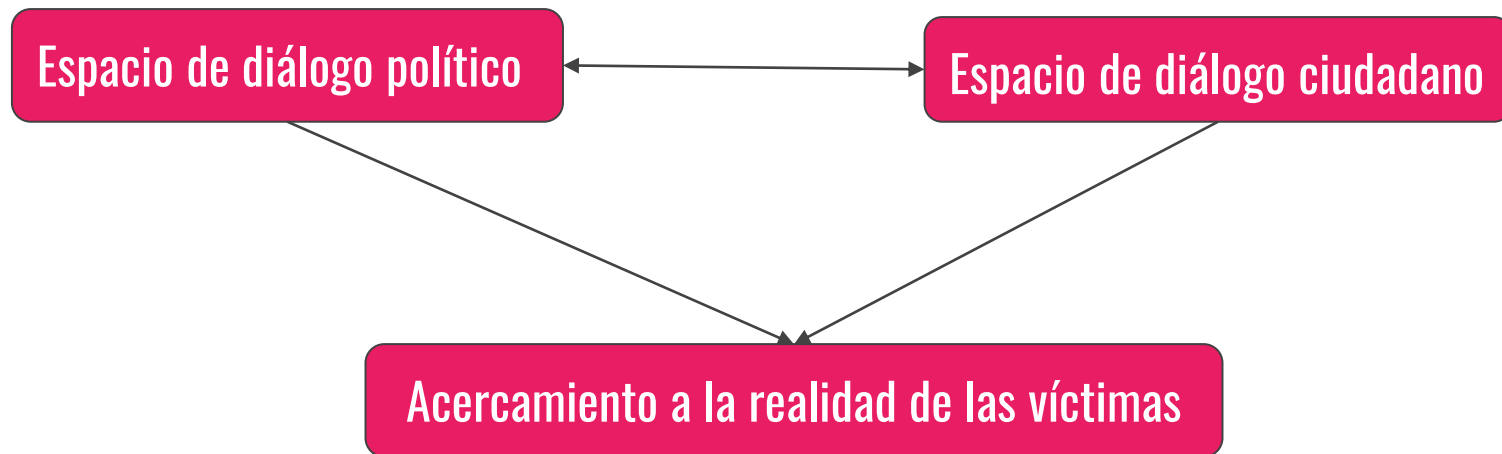 Espacio de diálogo político
Espacio de diálogo ciudadano
Acercamiento a la realidad de las víctimas